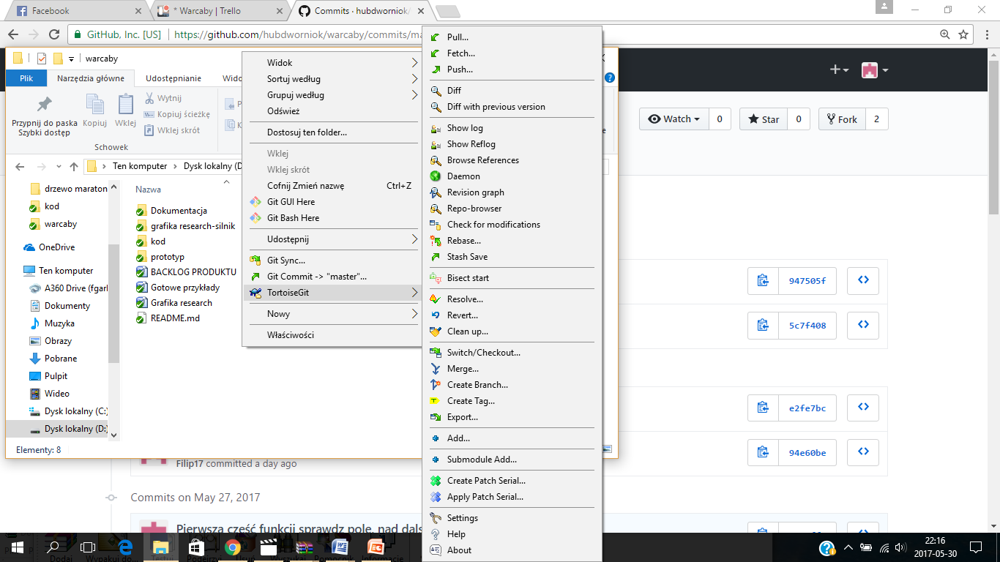 Facebook
* Warcaby | Trello
Commits · hubdworniok/
GitHub, Inc. [US]
https://github.com/hubdworniok/warcaby/commits/ma
warcaby
Plik
Narzędzia główne
Udostępnianie
Wido
Przypnij do paska
Szybki dostęp
Kopiuj
Wklej
Wytnij
Kopiuj ścieżkę
Wklej skrót
Schowek
Ten komputer
Dysk lokalny (D
drzewo maraton
kod
warcaby
OneDrive
Ten komputer
A360 Drive (fgarl
Dokumenty
Muzyka
Obrazy
Pobrane
Pulpit
Wideo
Dysk lokalny (C:)
Dysk lokalny (D:)
Elementy: 8
Nazwa
Dokumentacja
grafika research-silnik
kod
prototyp
BACKLOG PRODUKTU
Gotowe przykłady
Grafika research
README.md
Widok
Sortuj według
Grupuj według
Odśwież
Dostosuj ten folder...
Wklej
Wklej skrót
Cofnij Zmień nazwę Ctrl+Z
Git GUI Here
Git Bash Here
Udostępnij
Git Sync...
Git Commit -> "master"...
TortoiseGit
Nowy
Właściwości
Pull...
Fetch...
Push...
Diff
Diff with previous version
Show log
Show Reflog
Browse References
Daemon
Revision graph
Repo-browser
Check for modifications
Rebase...
Stash Save
Bisect start
Resolve...
Revert...
Clean up...
Switch/Checkout...
Merge...
Create Branch...
Create Tag...
Export...
Add...
Submodule Add...
Create Patch Serial...
Apply Patch Serial...
Settings
Help
About
Watch 0
Star 0
Fork 2
947505f
5c7f408
e2fe7bc
94e60be
Filip17 committed a day ago
Commits on May 27, 2017
Pierwsza część funkcji sprawdz pole, nad dals
22:16
2017-05-30